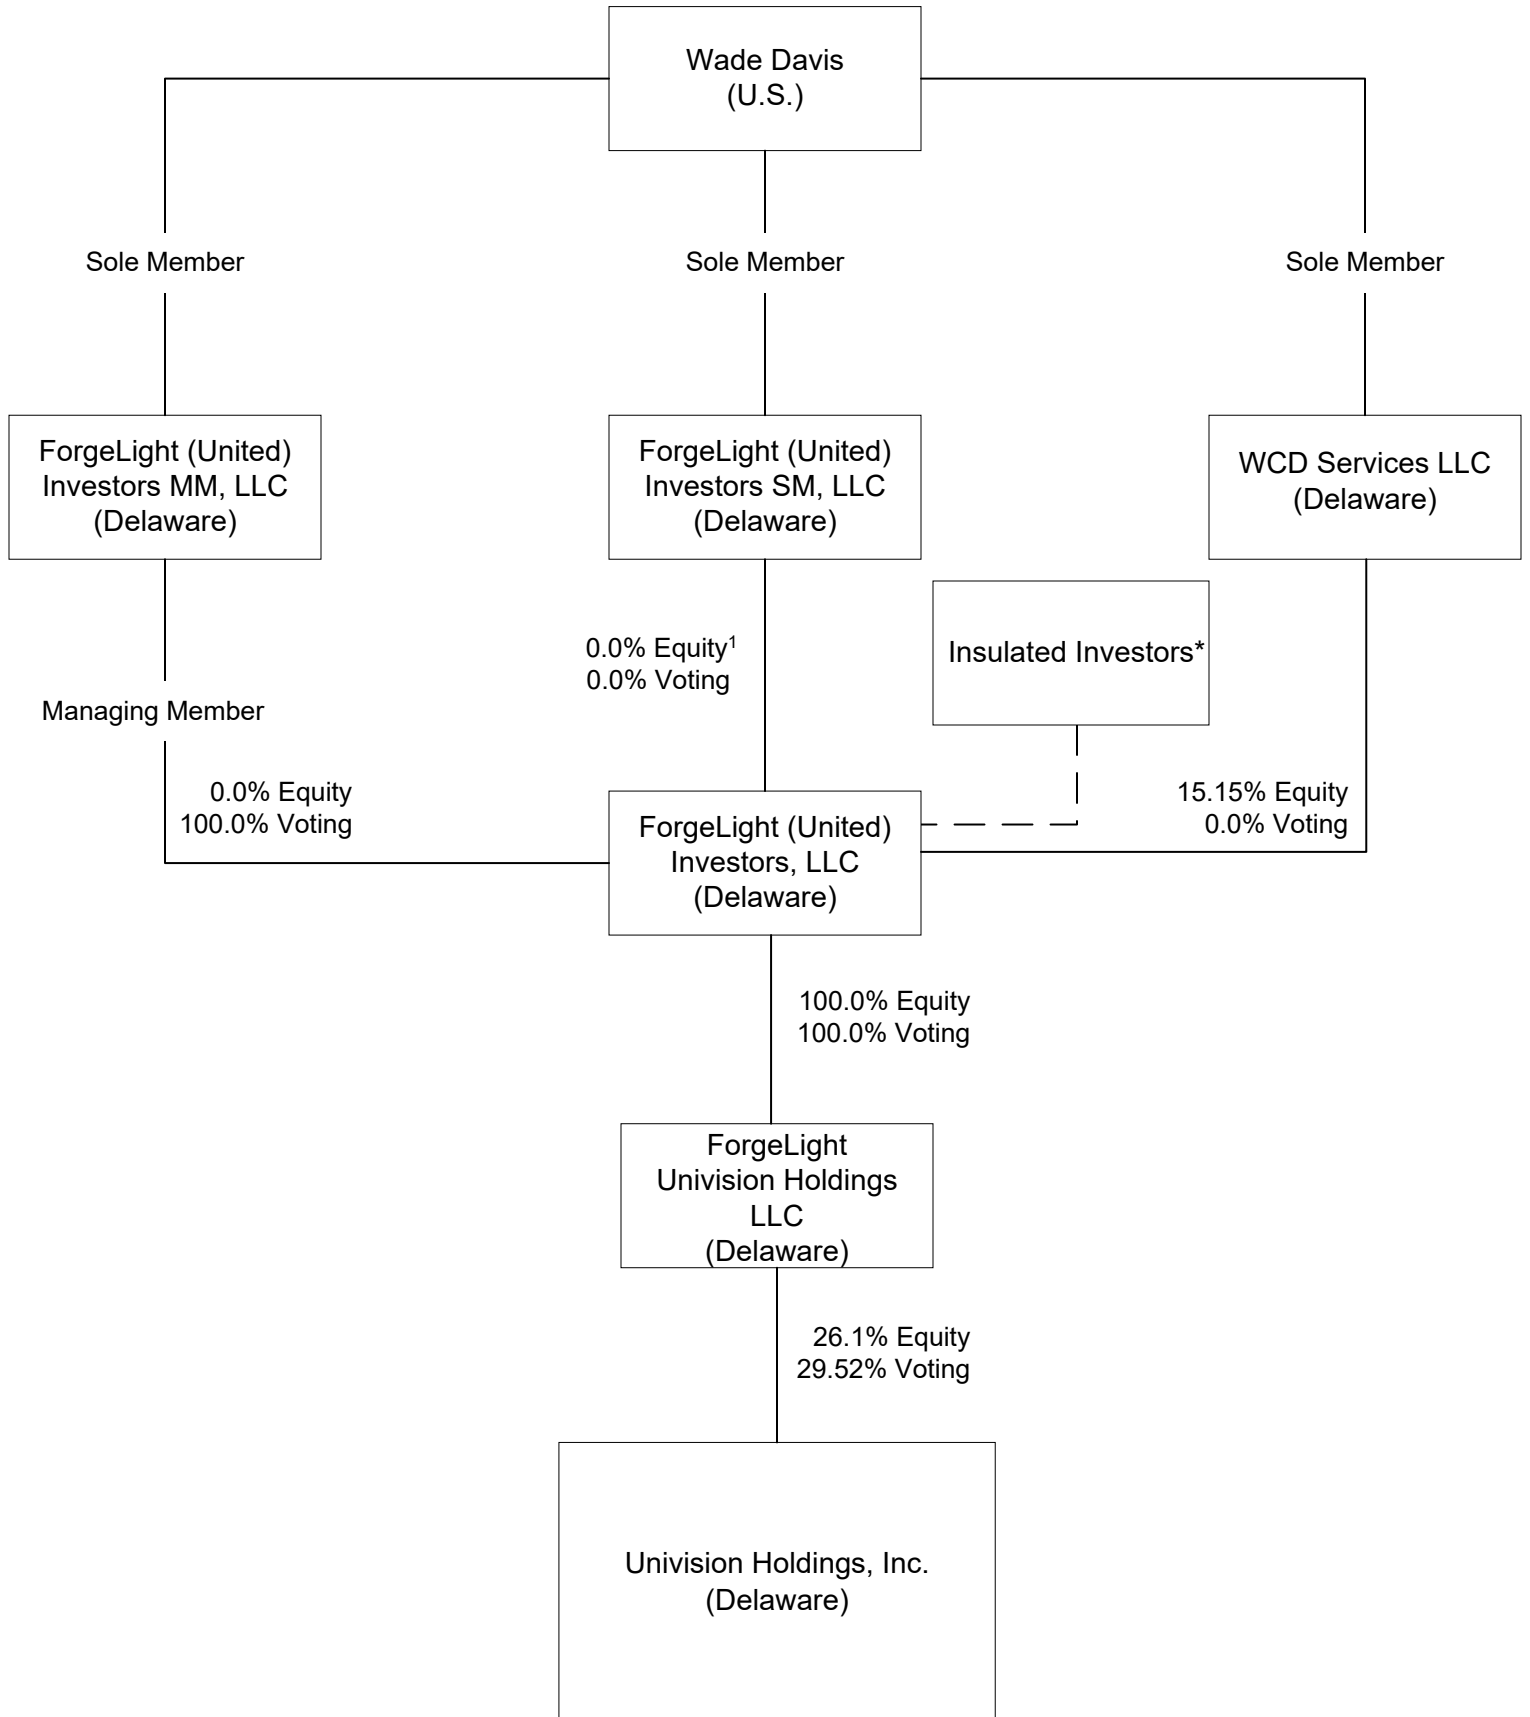 Wade Davis
(U.S.)
Sole Member
Sole Member
Sole Member
ForgeLight (United)
Investors MM, LLC
(Delaware)
ForgeLight (United)
Investors SM, LLC
(Delaware)
WCD Services LLC
(Delaware)
0.0% Equity¹
0.0% Voting
Insulated Investors*
Managing Member
0.0% Equity
100.0% Voting
ForgeLight (United)
Investors, LLC
(Delaware)
15.15% Equity
0.0% Voting
100.0% Equity
100.0% Voting
ForgeLight
Univision Holdings
LLC
(Delaware)
26.1% Equity
29.52% Voting
Univision Holdings, Inc.
(Delaware)